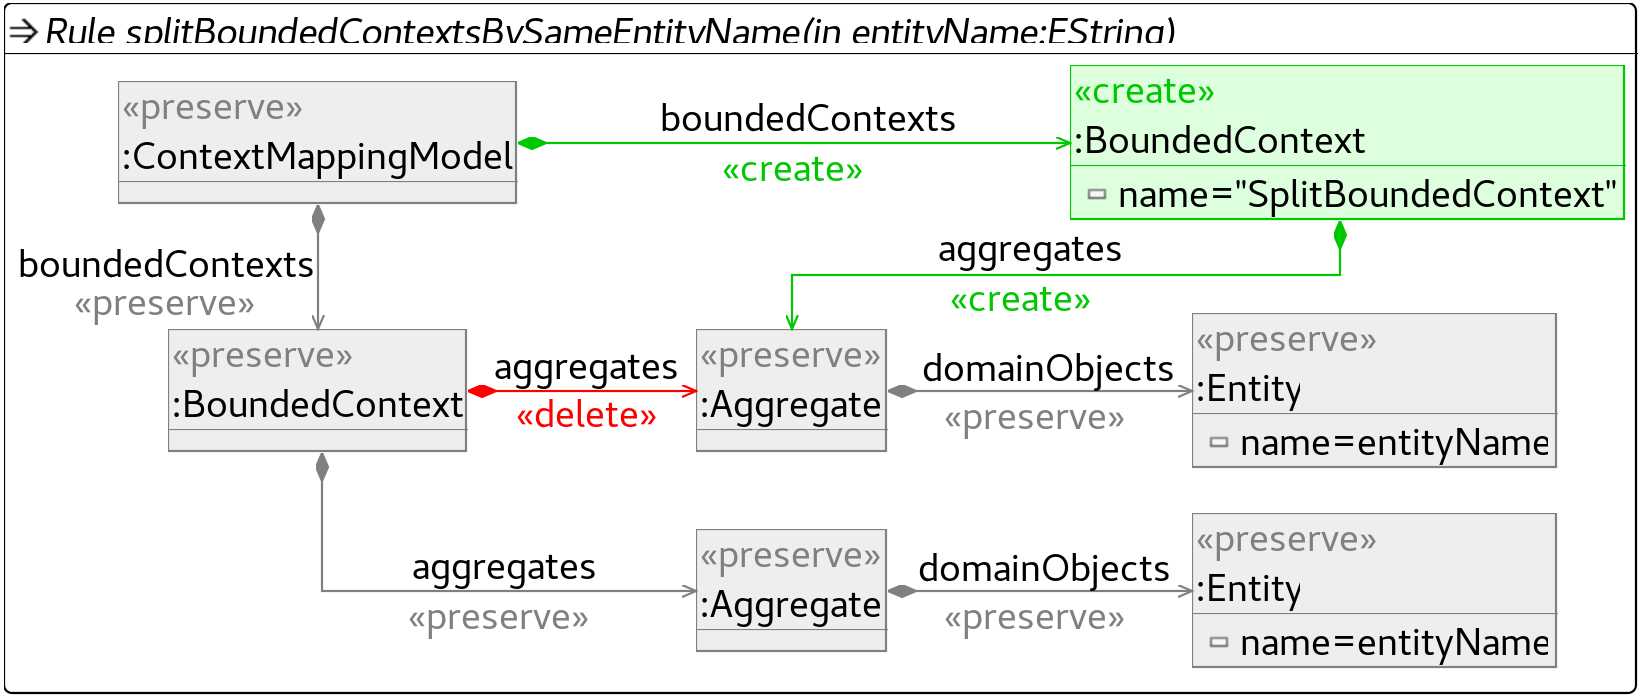 Rule splitBoundedContextsBySameEntityName(in entityName:EString)
«preserve»
:ContextMappingModel
boundedContexts
«create»
«create»
:BoundedContext
name="SplitBoundedContext"
boundedContexts
«preserve»
aggregates
«create»
«preserve»
:BoundedContext
aggregates
«delete»
«preserve»
:Aggregate
domainObjects
«preserve»
«preserve»
:Entity
name=entityName
aggregates
«preserve»
«preserve»
:Aggregate
domainObjects
«preserve»
«preserve»
:Entity
name=entityName